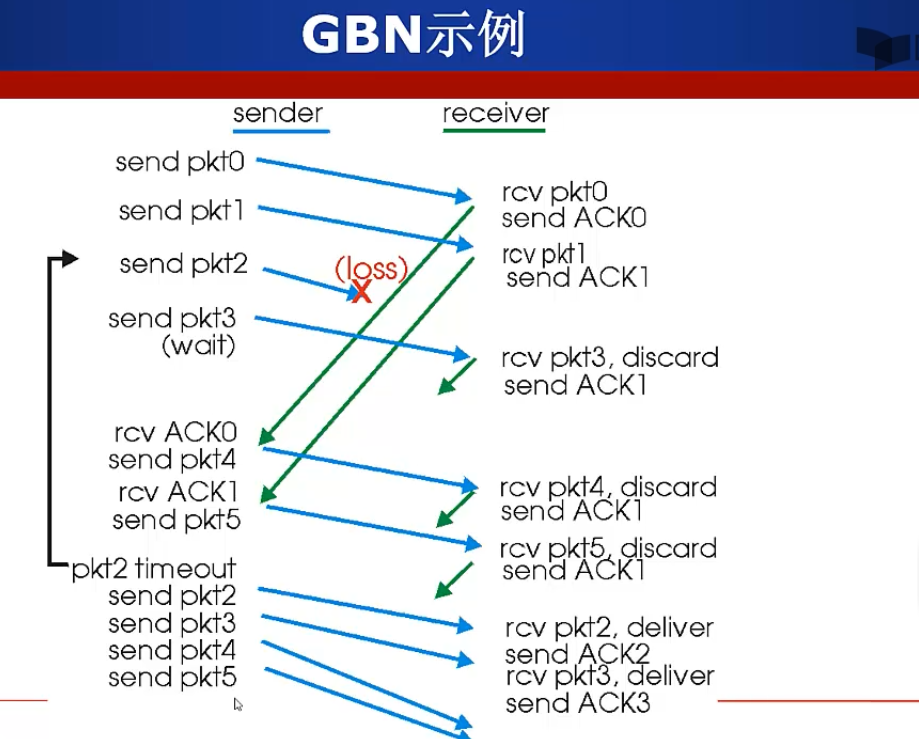 GBN示例
sender
receiver
send pkt0
rcv pkt0
send ACK0
send pkt1
rcv pkt1
send ACK1
send pkt2
(loss)
X
send pkt3
(wait)
rcv pkt3, discard
send ACK1
rcv ACK0
send pkt4
rcv pkt4, discard
send ACK1
rcv ACK1
send pkt5
rcv pkt5, discard
send ACK1
pkt2 timeout
send pkt2
send pkt3
send pkt4
send pkt5
rcv pkt2, deliver
send ACK2
rcv pkt3, deliver
send ACK3